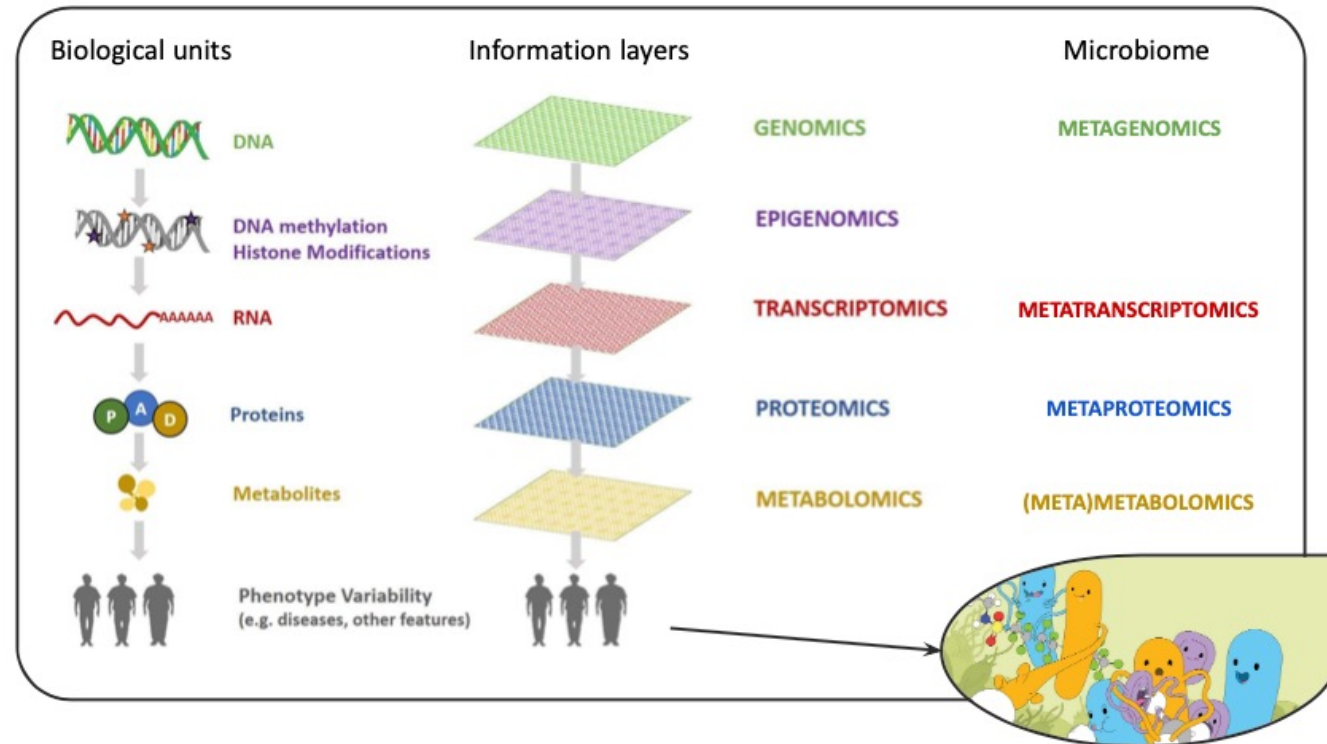 Biological units
Information layers
Microbiome
DNA
GENOMICS
METAGENOMICS
DNA methylation
Histone Modifications
EPIGENOMICS
AAAAAA
RNA
TRANSCRIPTOMICS
METATRANSCRIPTOMICS
P A D
Proteins
PROTEOMICS
METAPROTEOMICS
Metabolites
METABOLOMICS
(META)METABOLOMICS
Phenotype Variability
(e.g. diseases, other features)